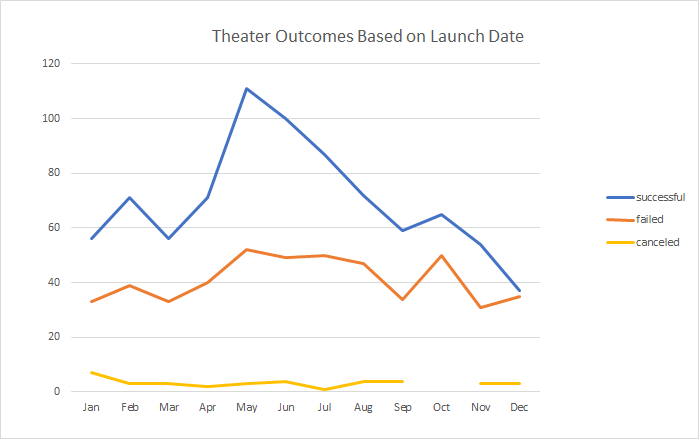 Theater Outcomes Based on Launch Date
120
100
80
60
40
20
0
Jan Feb Mar Apr May Jun Jul Aug Sep Oct Nov Dec
successful
failed
canceled